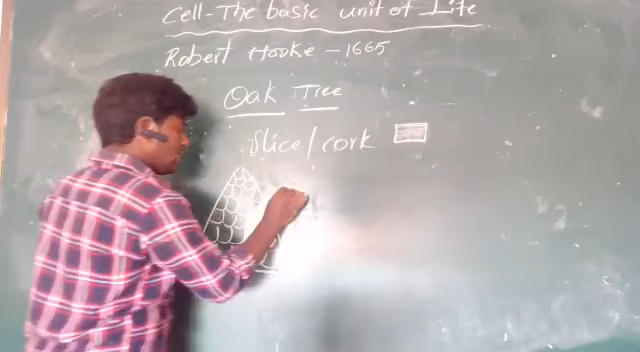 Cell-The basic unit of Life
Robert Hooke - 1665
Oak Tree
Slice/cork